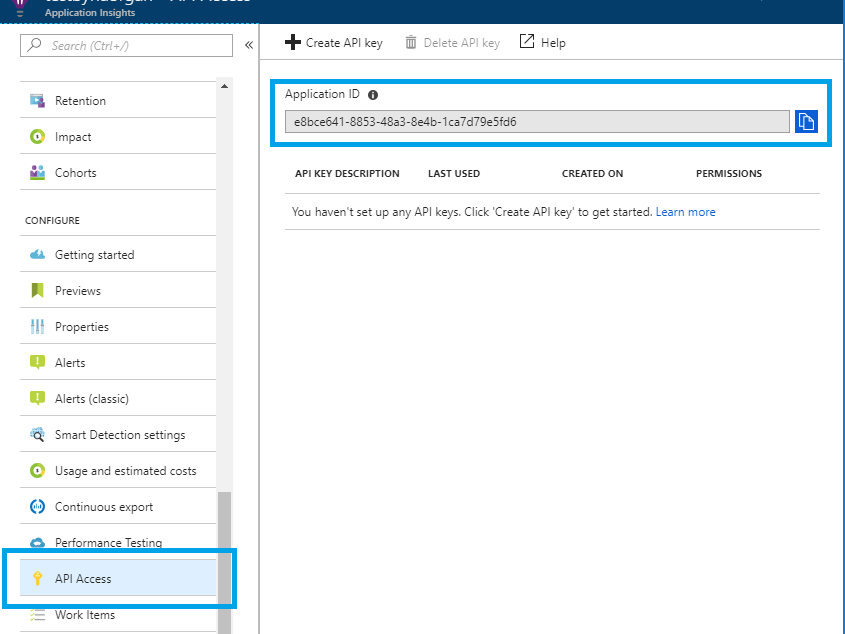 Application Insights
Search (Ctrl+/)
«
Retention
Impact
Cohorts
CONFIGURE
Getting started
Previews
Properties
Alerts
Alerts (classic)
Smart Detection settings
Usage and estimated costs
Continuous export
Performance Testing
API Access
Work Items
Create API key
Delete API key
Help
Application ID
e8bce641-8853-48a3-8e4b-1ca7d79e5fd6
API KEY DESCRIPTION LAST USED CREATED ON PERMISSIONS
You haven't set up any API keys. Click 'Create API key' to get started. Learn more